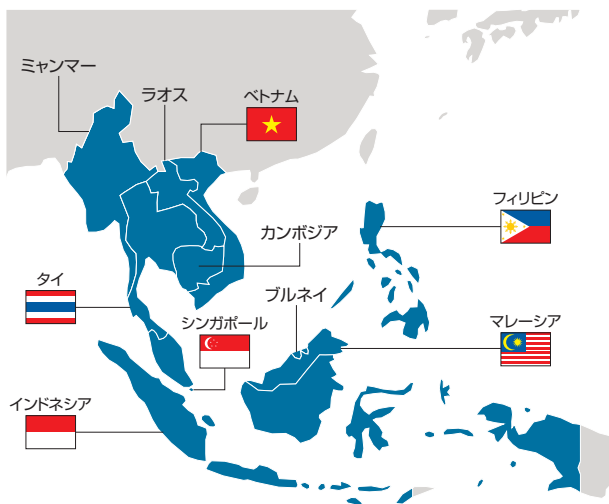 ミャンマー
ラオス
ベトナム
フィリピン
カンボジア
タイ
ブルネイ
シンガポール
マレーシア
インドネシア